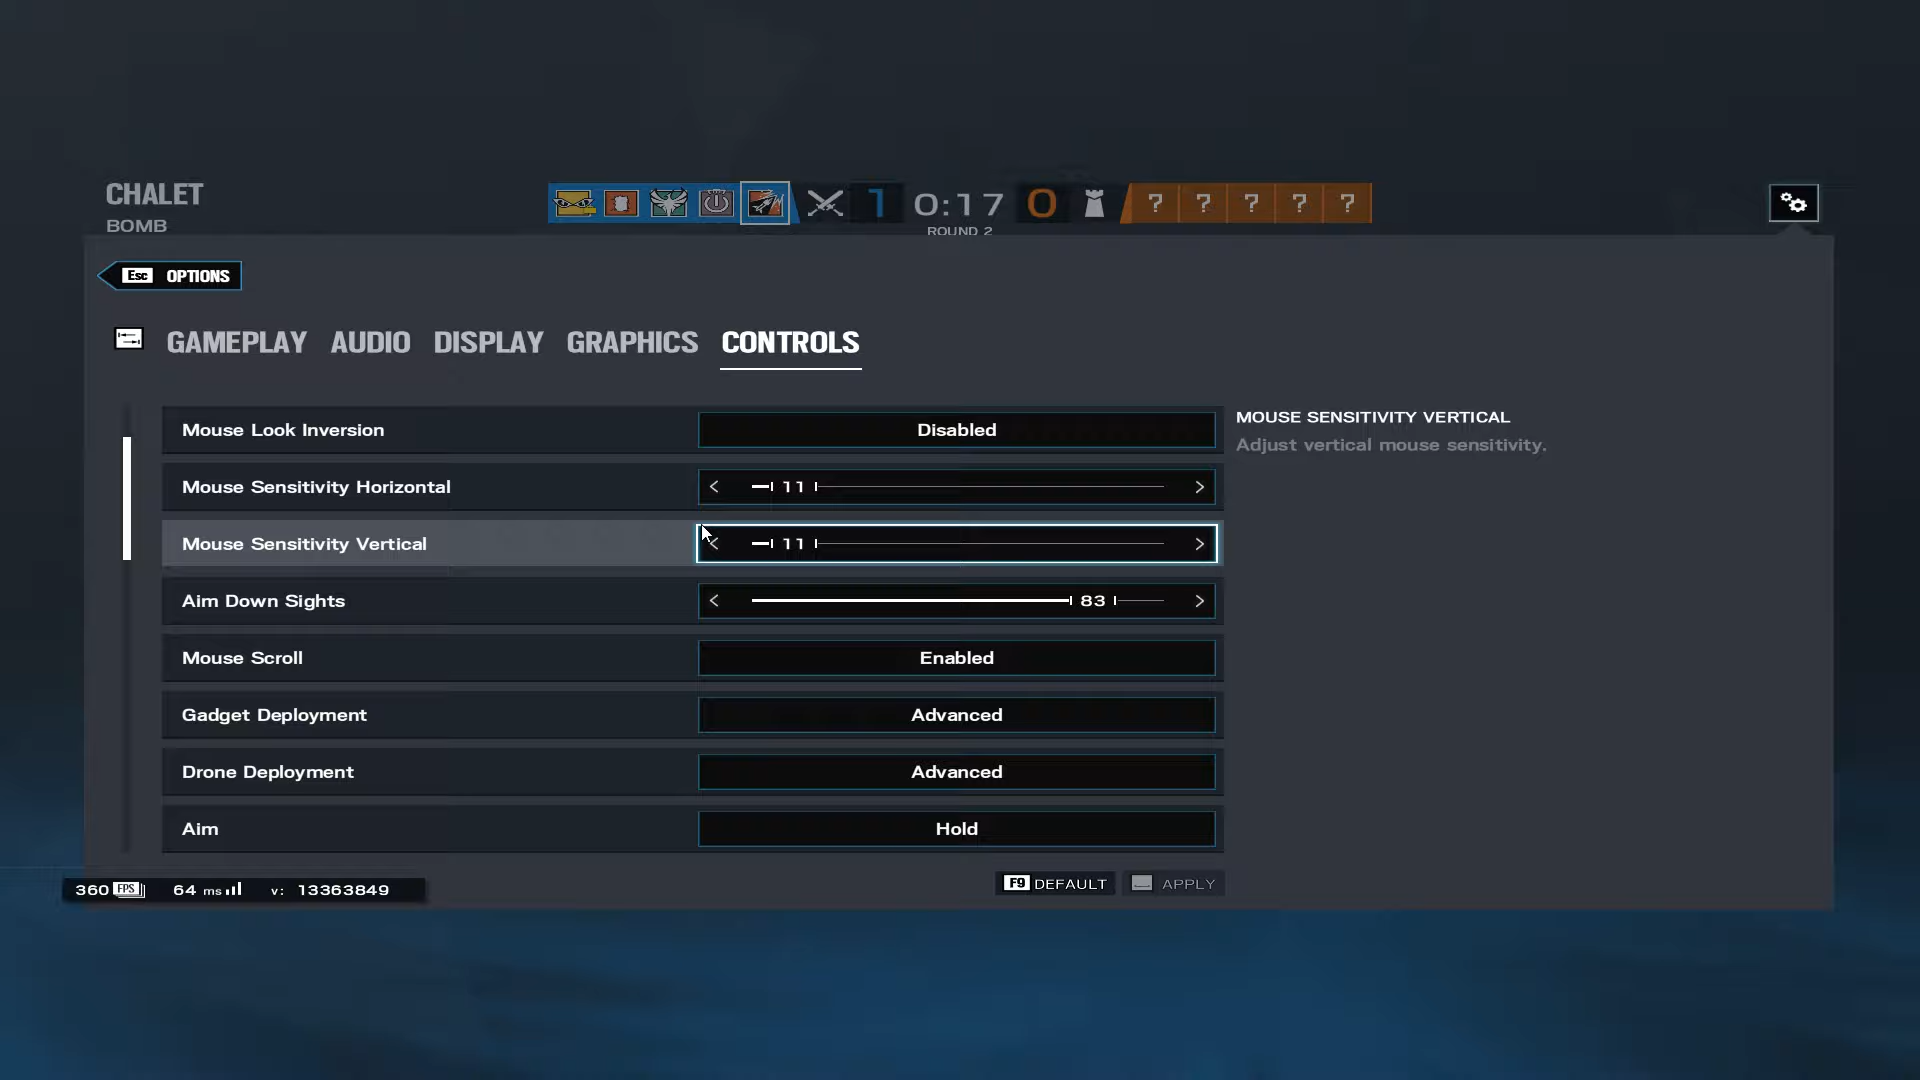 CHALET
BOMB
1 0:17 0 ? ? ? ? ?
ROUND 2
Esc OPTIONS
GAMEPLAY AUDIO DISPLAY GRAPHICS CONTROLS
Mouse Look Inversion Disabled
Mouse Sensitivity Horizontal < 11 >
Mouse Sensitivity Vertical < 11 >
Aim Down Sights < 83 >
Mouse Scroll Enabled
Gadget Deployment Advanced
Drone Deployment Advanced
Aim Hold
MOUSE SENSITIVITY VERTICAL
Adjust vertical mouse sensitivity.
360 FPS 64 ms v: 13363849
F9 DEFAULT APPLY